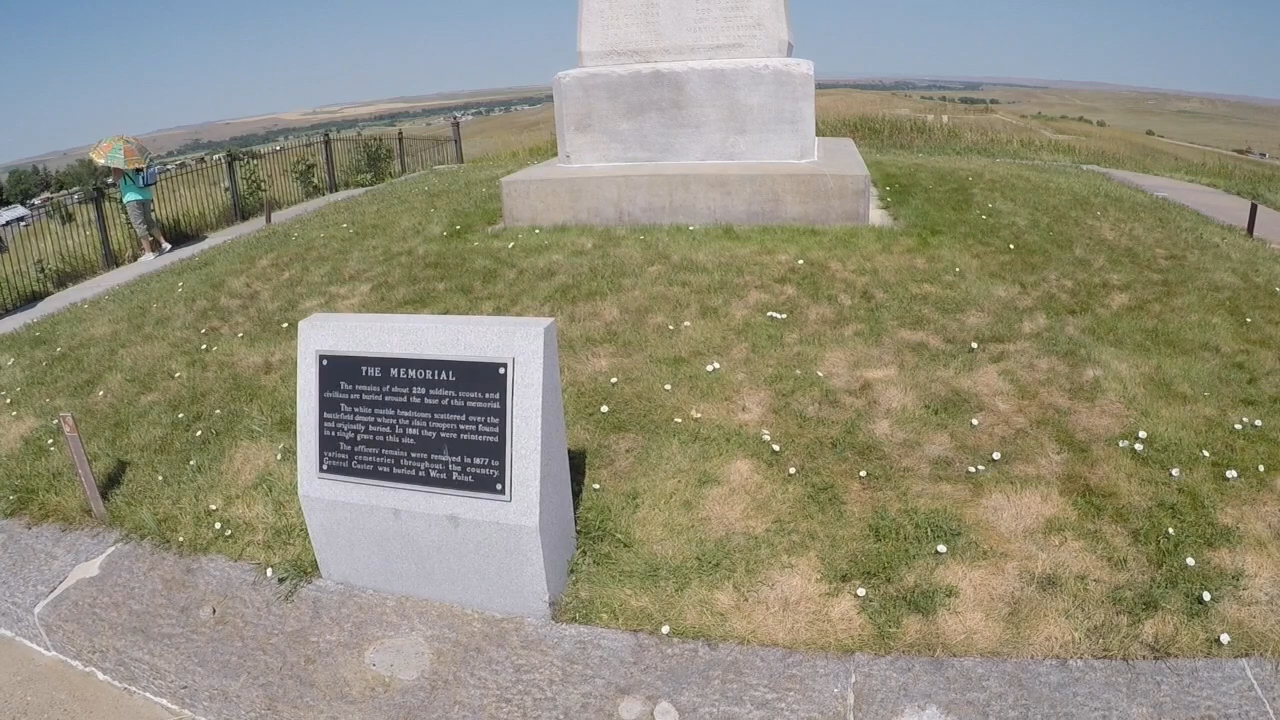 THE MEMORIAL
The remains of about 220 soldiers, scouts, and
civilians are buried around the base of this memorial.
The white marble headstones scattered over the
battlefield denote where the slain troopers were found
and originally buried. In 1881 they were reinterred
in a single grave on this site.
The officers' remains were removed in 1877 to
various cemeteries throughout the country.
General Custer was buried at West Point.